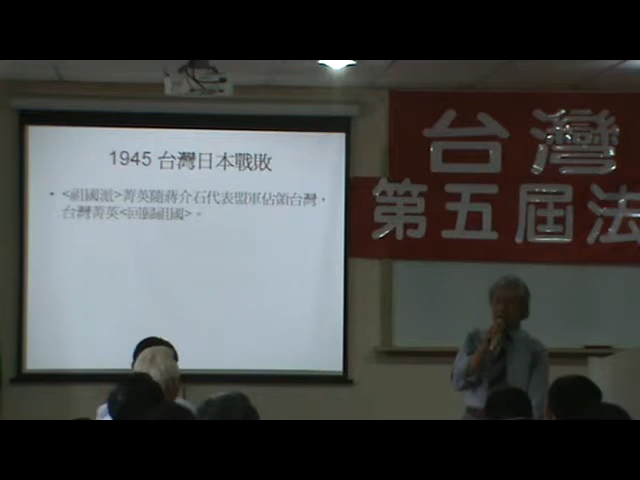 1945 台灣日本戰敗
• <祖國派>菁英隨蔣介石代表盟軍佔領台灣，
台灣菁英<回歸祖國>。
台灣
第五屆法